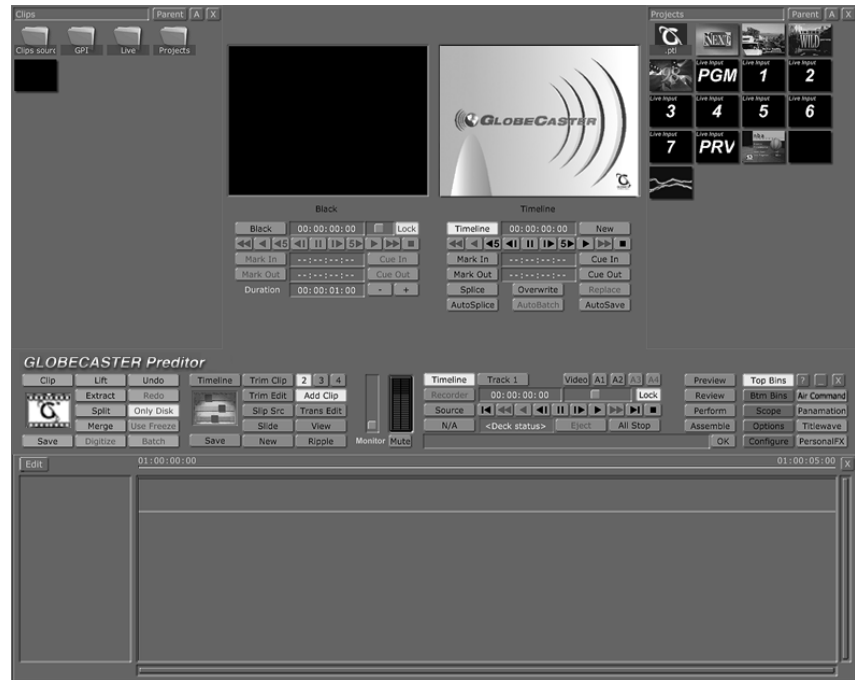 Clips Parent A X
Clips sourc GPI Live Projects
Projects Parent A X
.ptl NEXT WILD
Live Input PGM Live Input 1 Live Input 2
Live Input 3 Live Input 4 Live Input 5 Live Input 6
Live Input 7 Live Input PRV
GLOBECASTER
Black
Black 00:00:00:00 Lock
5 5
Mark In --:--:--:-- Cue In
Mark Out --:--:--:-- Cue Out
Duration 00:00:01:00 - +
Timeline
Timeline 00:00:00:00 New
5 5
Mark In --:--:--:-- Cue In
Mark Out --:--:--:-- Cue Out
Splice Overwrite Replace
AutoSplice AutoBatch AutoSave
GLOBECASTER Preditor
Clip Lift Undo
Extract Redo
Split Only Disk
Merge Use Freeze
Save Digitize Batch
Timeline Trim Clip 2 3 4
Trim Edit Add Clip
Slip Src Trans Edit
Slide View
Save New Ripple
Monitor Mute
Timeline Track 1 Video A1 A2 A3 A4
Recorder 00:00:00:00 Lock
Source
N/A <Deck status> Eject All Stop
OK
Preview Top Bins ? _ X
Review Btm Bins Air Command
Perform Scope Panamation
Assemble Options Titlewave
Configure PersonalFX
Edit 01:00:00:00 01:00:05:00 X